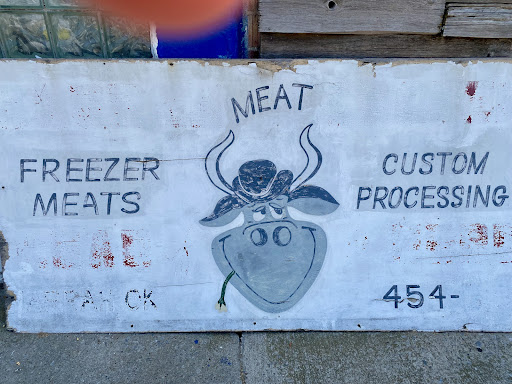 MEAT
FREEZER
MEATS
CUSTOM
PROCESSING
454-